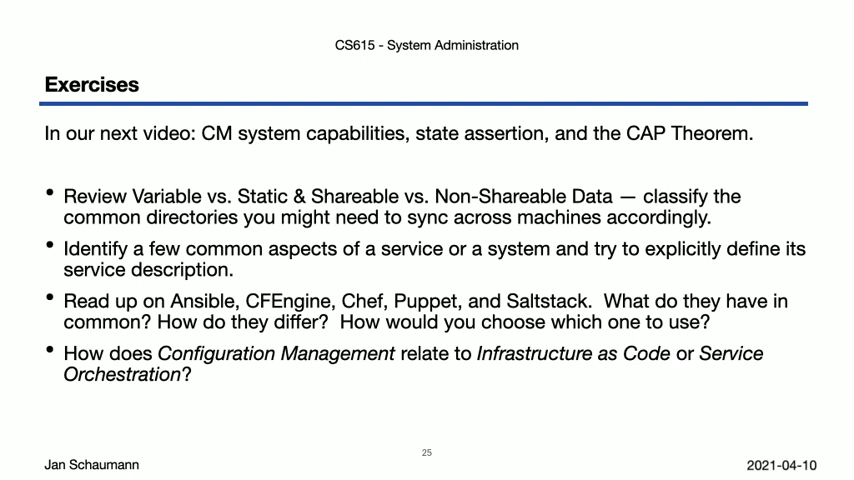 CS615 - System Administration
Exercises
In our next video: CM system capabilities, state assertion, and the CAP Theorem.
• Review Variable vs. Static & Shareable vs. Non-Shareable Data — classify the
common directories you might need to sync across machines accordingly.
• Identify a few common aspects of a service or a system and try to explicitly define its
service description.
• Read up on Ansible, CFEngine, Chef, Puppet, and Saltstack.  What do they have in
common? How do they differ?  How would you choose which one to use?
• How does Configuration Management relate to Infrastructure as Code or Service
Orchestration?
25
Jan Schaumann
2021-04-10